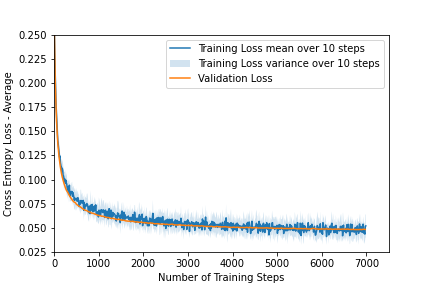 0.250
0.225
0.200
0.175
0.150
0.125
0.100
0.075
0.050
0.025
Cross Entropy Loss - Average
Training Loss mean over 10 steps
Training Loss variance over 10 steps
Validation Loss
0 1000 2000 3000 4000 5000 6000 7000
Number of Training Steps